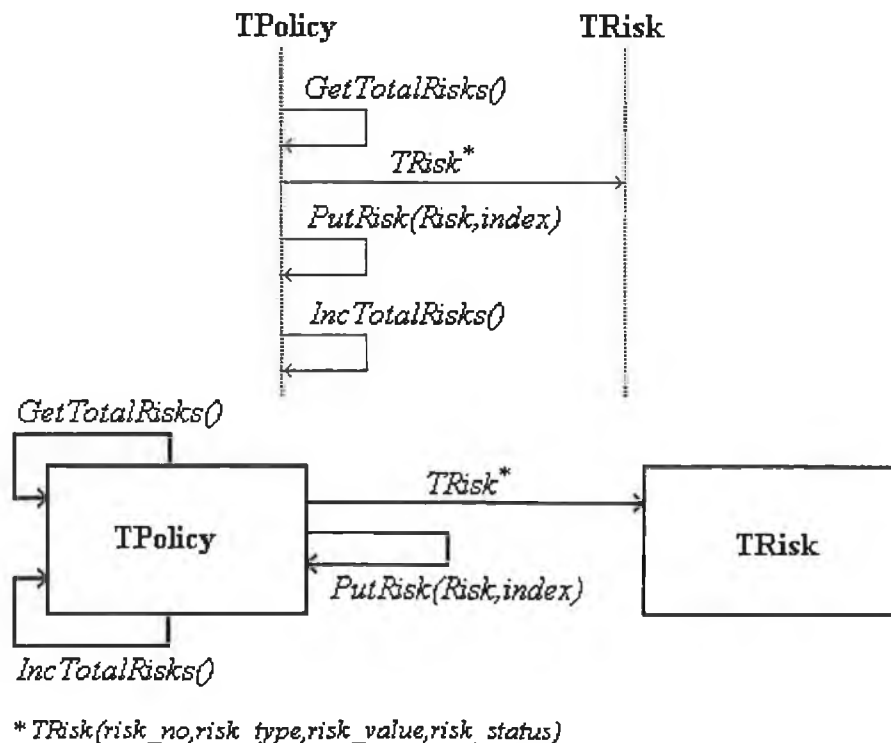 TPolicy TRisk
GetTotalRisks()
TRisk*
PutRisk(Risk,index)
IncTotalRisks()
GetTotalRisks()
TRisk*
TPolicy
TRisk
PutRisk(Risk,index)
IncTotalRisks()
* TRisk(risk_no,risk_type,risk_value,risk_status)